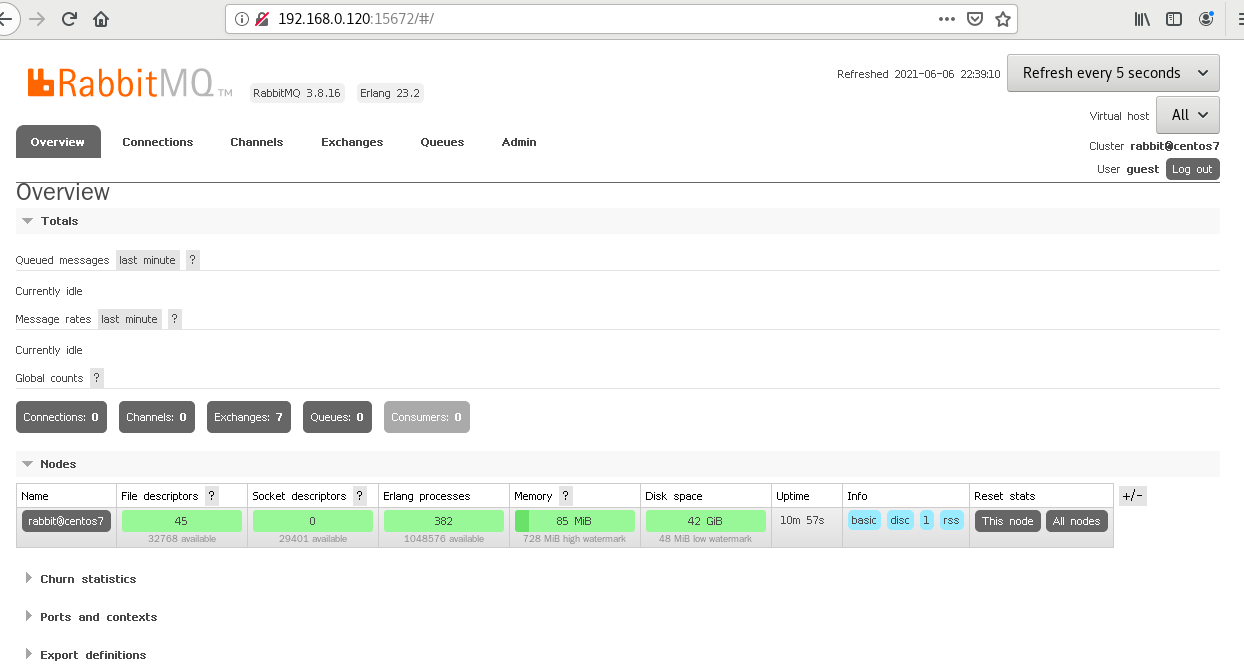 192.168.0.120:15672/#/
RabbitMQ TM RabbitMQ 3.8.16 Erlang 23.2
Refreshed 2021-06-06 22:39:10 Refresh every 5 seconds
Virtual host All
Cluster rabbit@centos7
User guest Log out
Overview Connections Channels Exchanges Queues Admin
Overview
Totals
Queued messages last minute ?
Currently idle
Message rates last minute ?
Currently idle
Global counts ?
Connections: 0 Channels: 0 Exchanges: 7 Queues: 0 Consumers: 0
Nodes
Name File descriptors ? Socket descriptors ? Erlang processes Memory ? Disk space Uptime Info Reset stats +/-
rabbit@centos7 45 0 382 85 MiB 42 GiB 10m 57s basic disc 1 rss This node All nodes
32768 available 29401 available 1048576 available 728 MiB high watermark 48 MiB low watermark
Churn statistics
Ports and contexts
Export definitions